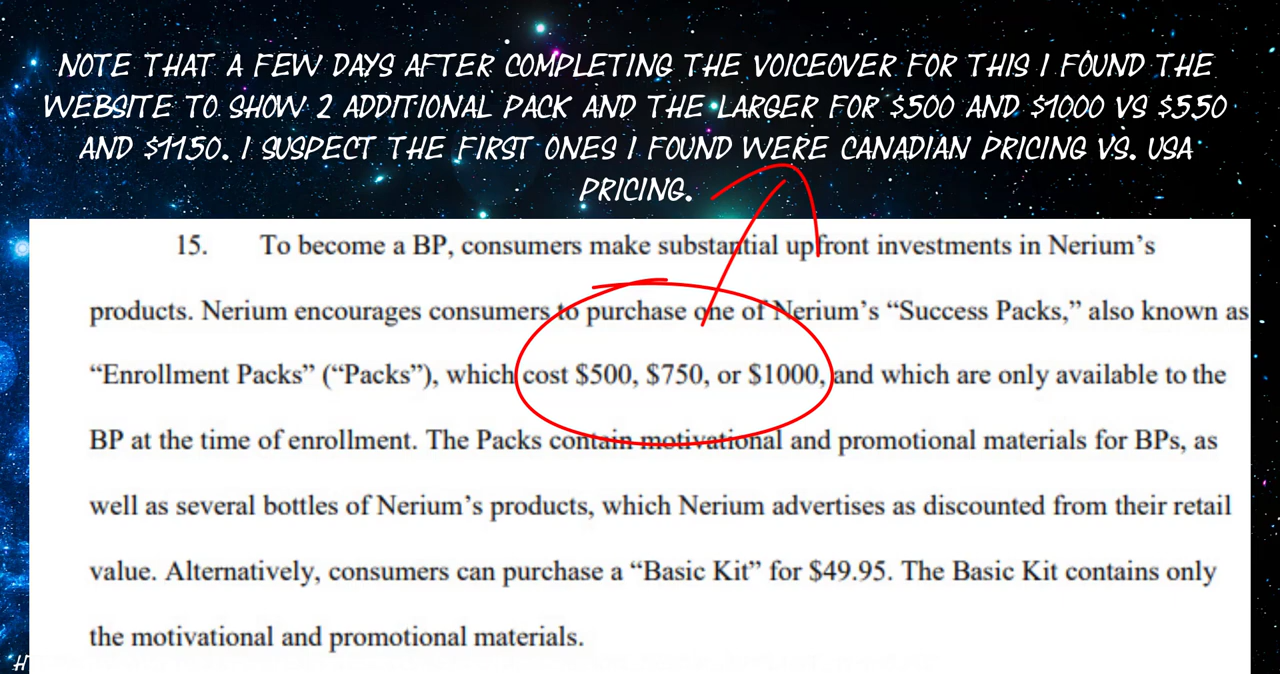 NOTE THAT A FEW DAYS AFTER COMPLETING THE VOICEOVER FOR THIS I FOUND THE
WEBSITE TO SHOW 2 ADDITIONAL PACK AND THE LARGER FOR $500 AND $1000 VS $550
AND $1150. I SUSPECT THE FIRST ONES I FOUND WERE CANADIAN PRICING VS. USA
PRICING.
15. To become a BP, consumers make substantial upfront investments in Nerium’s
products. Nerium encourages consumers to purchase one of Nerium’s “Success Packs,” also known as
“Enrollment Packs” (“Packs”), which cost $500, $750, or $1000, and which are only available to the
BP at the time of enrollment. The Packs contain motivational and promotional materials for BPs, as
well as several bottles of Nerium’s products, which Nerium advertises as discounted from their retail
value. Alternatively, consumers can purchase a “Basic Kit” for $49.95. The Basic Kit contains only
the motivational and promotional materials.